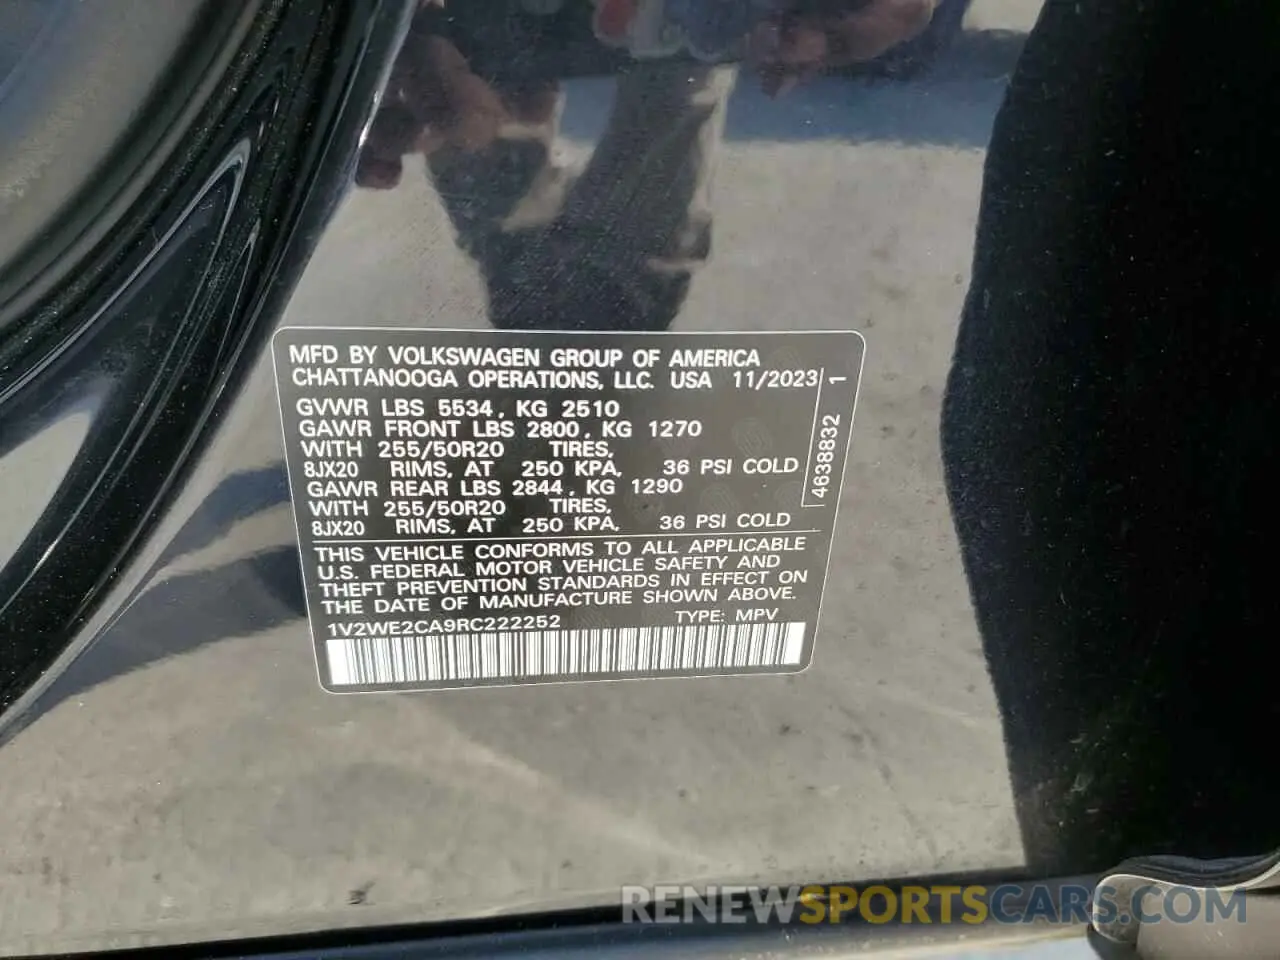 MFD BY VOLKSWAGEN GROUP OF AMERICA
CHATTANOOGA OPERATIONS, LLC. USA 11/2023
GVWR LBS 5534, KG 2510
GAWR FRONT LBS 2800, KG 1270
WITH 255/50R20 TIRES,
8JX20 RIMS, AT 250 KPA, 36 PSI COLD
GAWR REAR LBS 2844, KG 1290
WITH 255/50R20 TIRES,
8JX20 RIMS, AT 250 KPA, 36 PSI COLD
4638832 1
THIS VEHICLE CONFORMS TO ALL APPLICABLE
U.S. FEDERAL MOTOR VEHICLE SAFETY AND
THEFT PREVENTION STANDARDS IN EFFECT ON
THE DATE OF MANUFACTURE SHOWN ABOVE.
1V2WE2CA9RC222252 TYPE: MPV
RENEWSPORTSCARS.COM